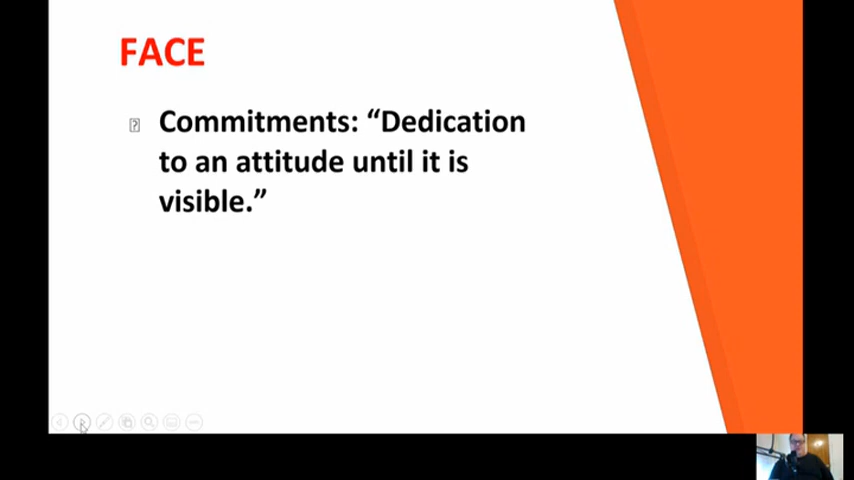 FACE
Commitments: “Dedication
to an attitude until it is
visible.”